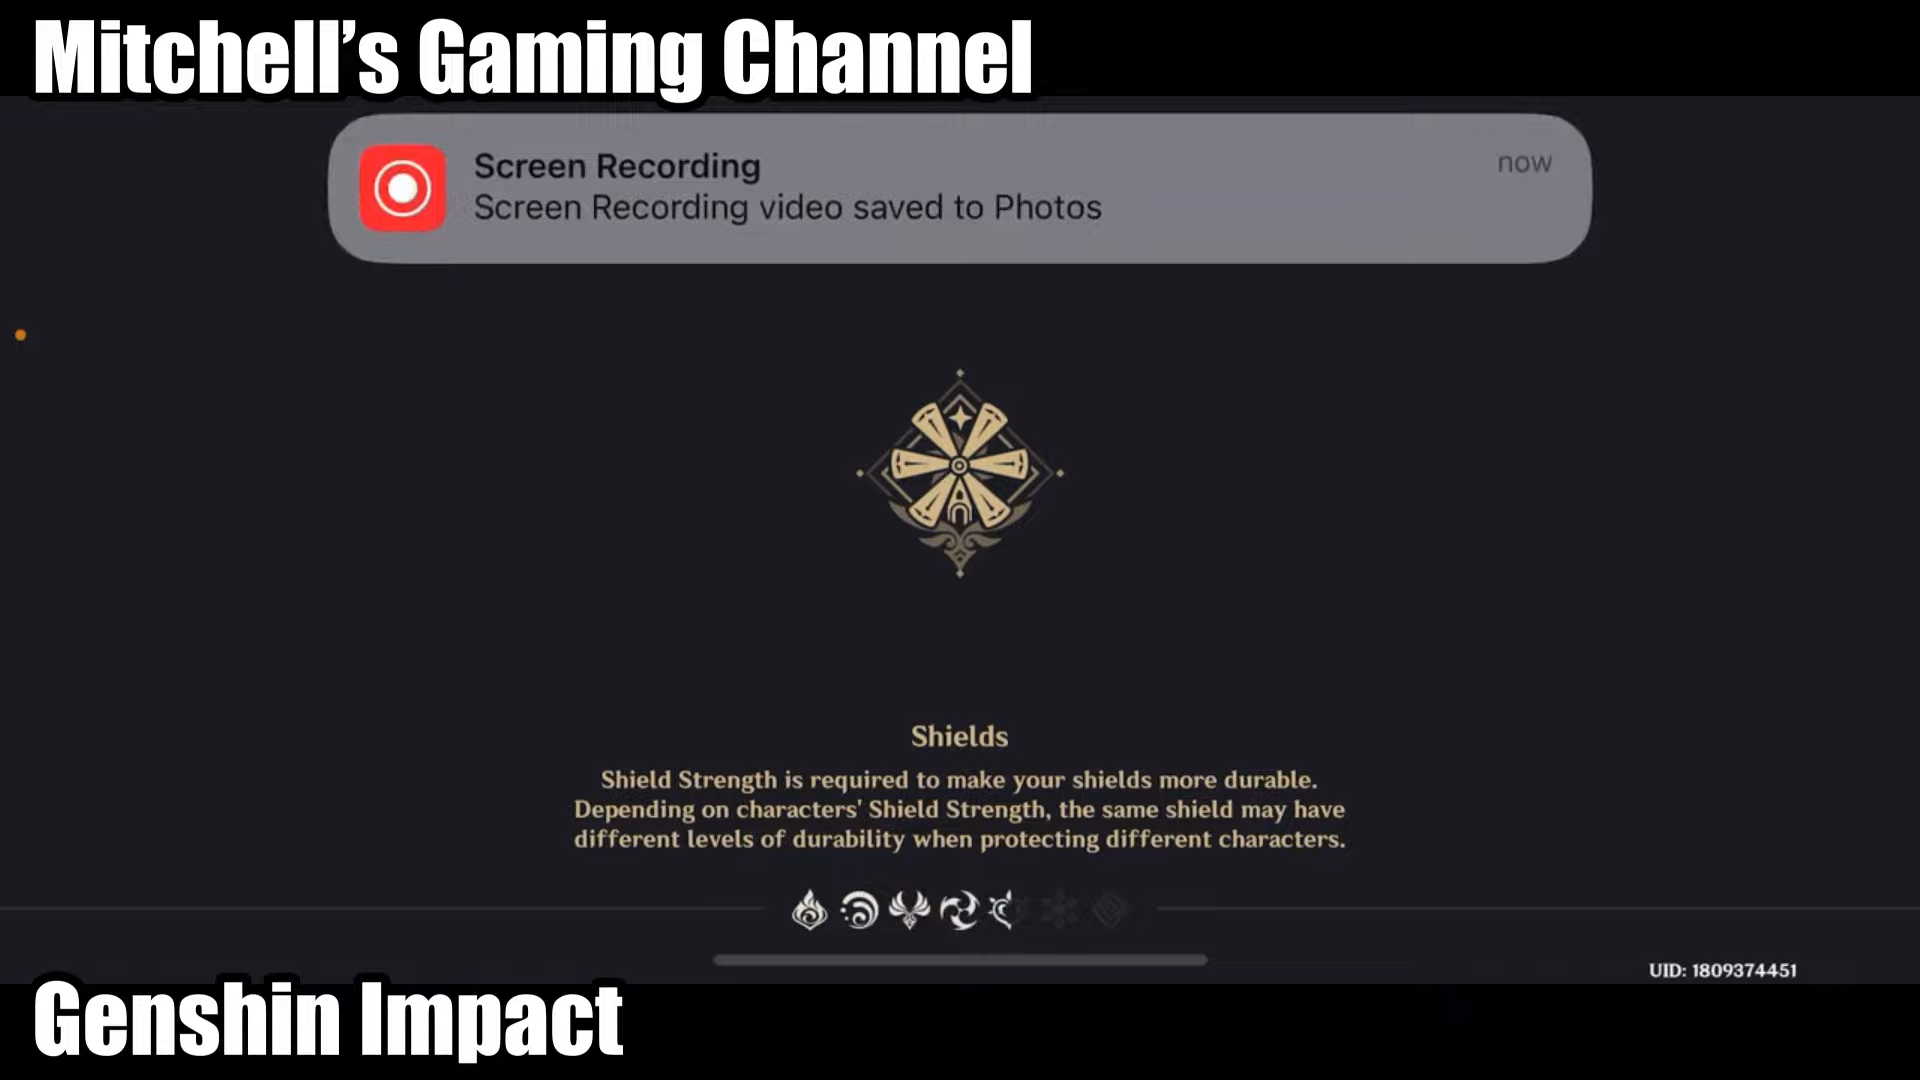 Mitchell’s Gaming Channel
Screen Recording
now
Screen Recording video saved to Photos
Shields
Shield Strength is required to make your shields more durable.
Depending on characters' Shield Strength, the same shield may have
different levels of durability when protecting different characters.
UID: 1809374451
Genshin Impact